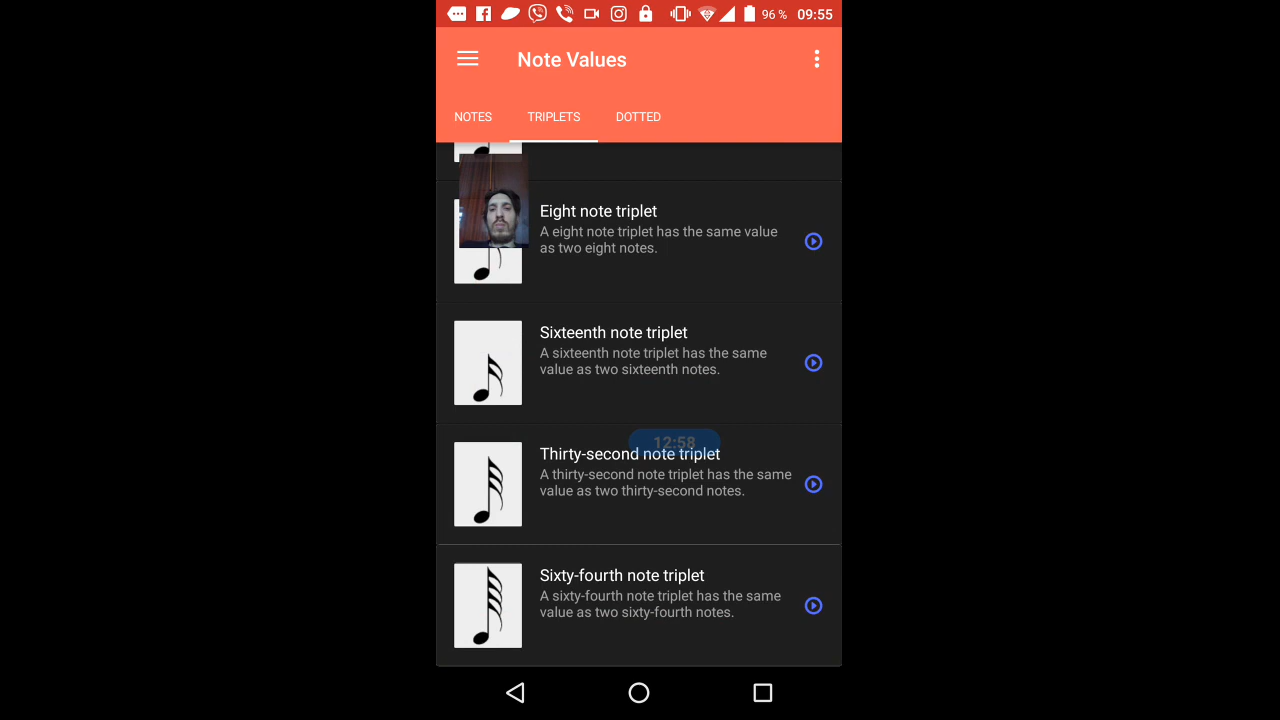 96 % 09:55
Note Values
NOTES TRIPLETS DOTTED
Eight note triplet
A eight note triplet has the same value
as two eight notes.
Sixteenth note triplet
A sixteenth note triplet has the same
value as two sixteenth notes.
12:58
Thirty-second note triplet
A thirty-second note triplet has the same
value as two thirty-second notes.
Sixty-fourth note triplet
A sixty-fourth note triplet has the same
value as two sixty-fourth notes.